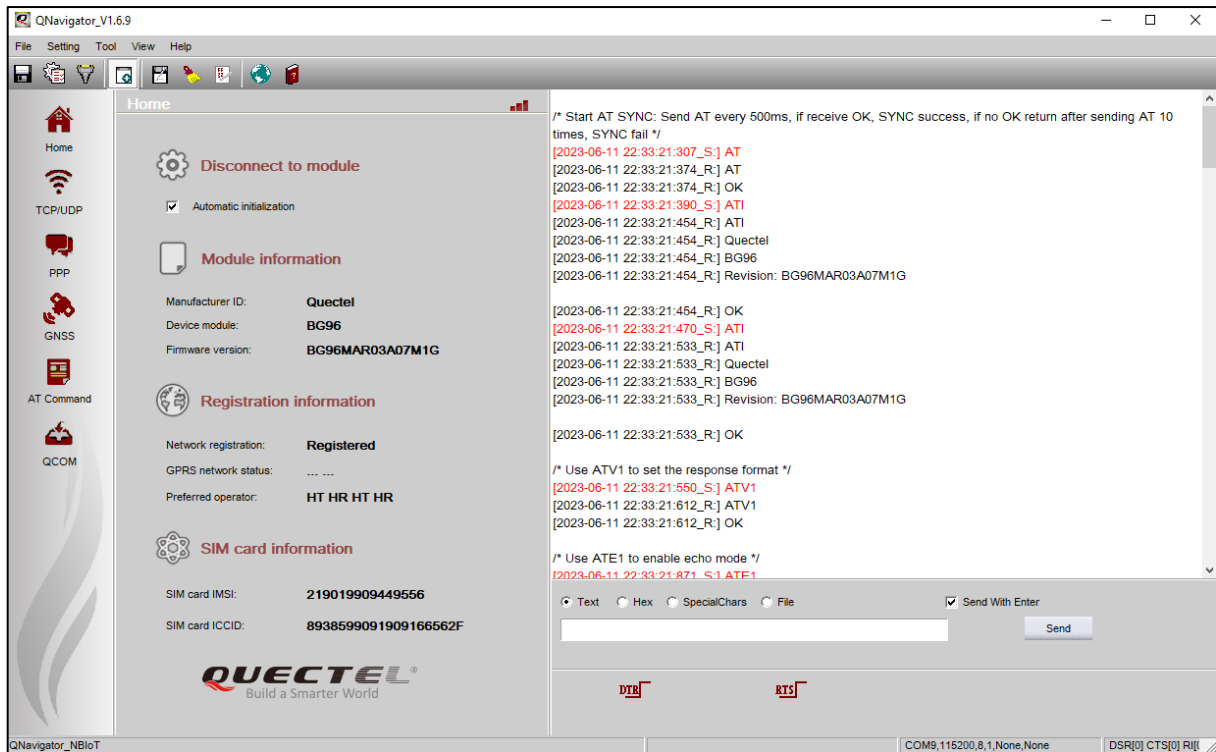 QNavigator_V1.6.9
File Setting Tool View Help
Home
TCP/UDP
PPP
GNSS
AT Command
QCOM
Home
Disconnect to module
Automatic initialization
Module information
Manufacturer ID: Quectel
Device module: BG96
Firmware version: BG96MAR03A07M1G
Registration information
Network registration: Registered
GPRS network status: ... ...
Preferred operator: HT HR HT HR
SIM card information
SIM card IMSI: 219019909449556
SIM card ICCID: 8938599091909166562F
QUECTEL®
Build a Smarter World
/* Start AT SYNC: Send AT every 500ms, if receive OK, SYNC success, if no OK return after sending AT 10
times, SYNC fail */
[2023-06-11 22:33:21:307_S:] AT
[2023-06-11 22:33:21:374_R:] AT
[2023-06-11 22:33:21:374_R:] OK
[2023-06-11 22:33:21:390_S:] ATI
[2023-06-11 22:33:21:454_R:] ATI
[2023-06-11 22:33:21:454_R:] Quectel
[2023-06-11 22:33:21:454_R:] BG96
[2023-06-11 22:33:21:454_R:] Revision: BG96MAR03A07M1G
[2023-06-11 22:33:21:454_R:] OK
[2023-06-11 22:33:21:470_S:] ATI
[2023-06-11 22:33:21:533_R:] ATI
[2023-06-11 22:33:21:533_R:] Quectel
[2023-06-11 22:33:21:533_R:] BG96
[2023-06-11 22:33:21:533_R:] Revision: BG96MAR03A07M1G
[2023-06-11 22:33:21:533_R:] OK
/* Use ATV1 to set the response format */
[2023-06-11 22:33:21:550_S:] ATV1
[2023-06-11 22:33:21:612_R:] ATV1
[2023-06-11 22:33:21:612_R:] OK
/* Use ATE1 to enable echo mode */
[2023-06-11 22:33:21:871_S:] ATE1
Text Hex SpecialChars File Send With Enter
Send
DTR RTS
QNavigator_NBIoT COM9,115200,8,1,None,None DSR[0] CTS[0] RI[(